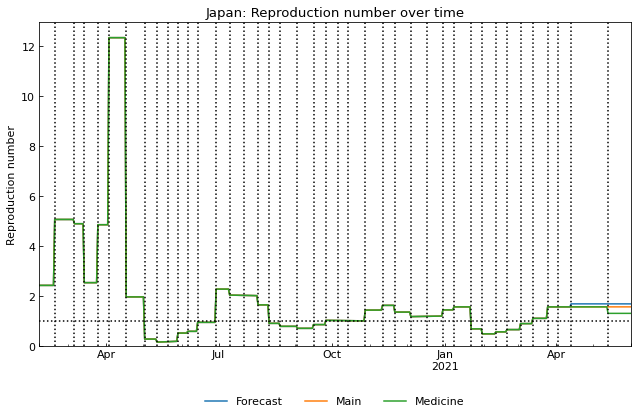 Japan: Reproduction number over time
Reproduction number
12
10
8
6
4
2
0
Apr Jul Oct Jan Apr
2021
Forecast Main Medicine